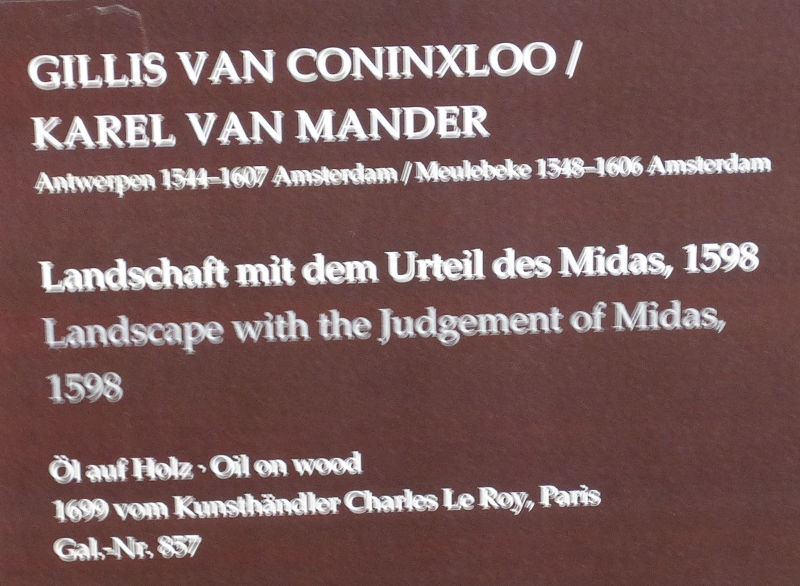 GILLIS VAN CONINXLOO /
KAREL VAN MANDER
Antwerpen 1544–1607 Amsterdam / Meulebeke 1548–1606 Amsterdam
Landschaft mit dem Urteil des Midas, 1598
Landscape with the Judgement of Midas,
1598
Öl auf Holz · Oil on wood
1699 vom Kunsthändler Charles Le Roy, Paris
Gal.-Nr. 857